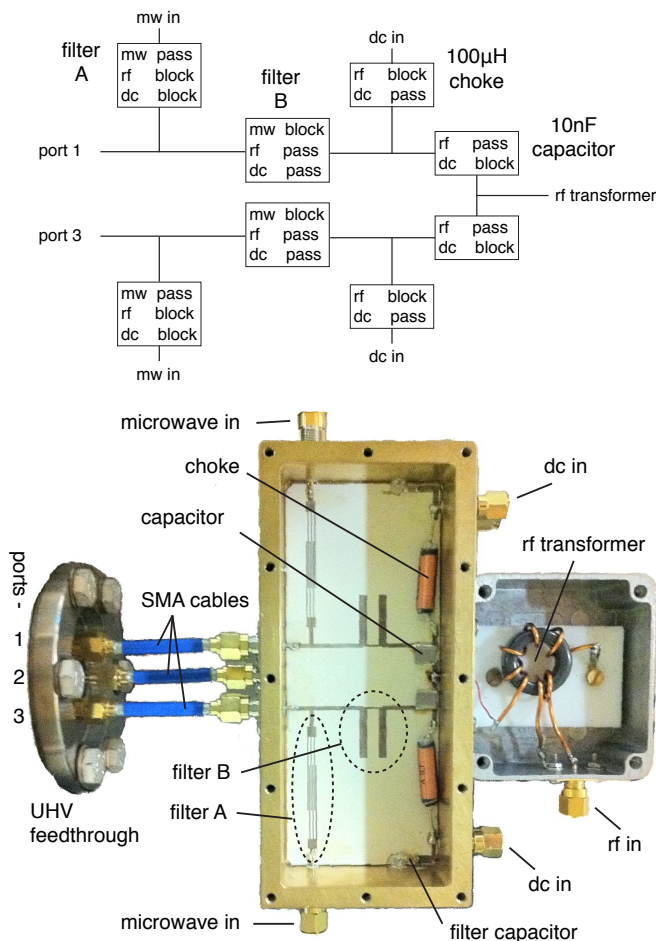 mw in
filter
A
mw pass
rf block
dc block
filter
B
dc in
rf block
dc pass
100µH
choke
port 1
mw block
rf pass
dc pass
10nF
capacitor
rf pass
dc block
rf transformer
port 3
mw block
rf pass
dc pass
rf pass
dc block
mw pass
rf block
dc block
rf block
dc pass
mw in
dc in
microwave in
choke
dc in
capacitor
rf transformer
ports -
SMA cables
1
2
3
filter B
filter A
UHV
feedthrough
rf in
dc in
microwave in
filter capacitor